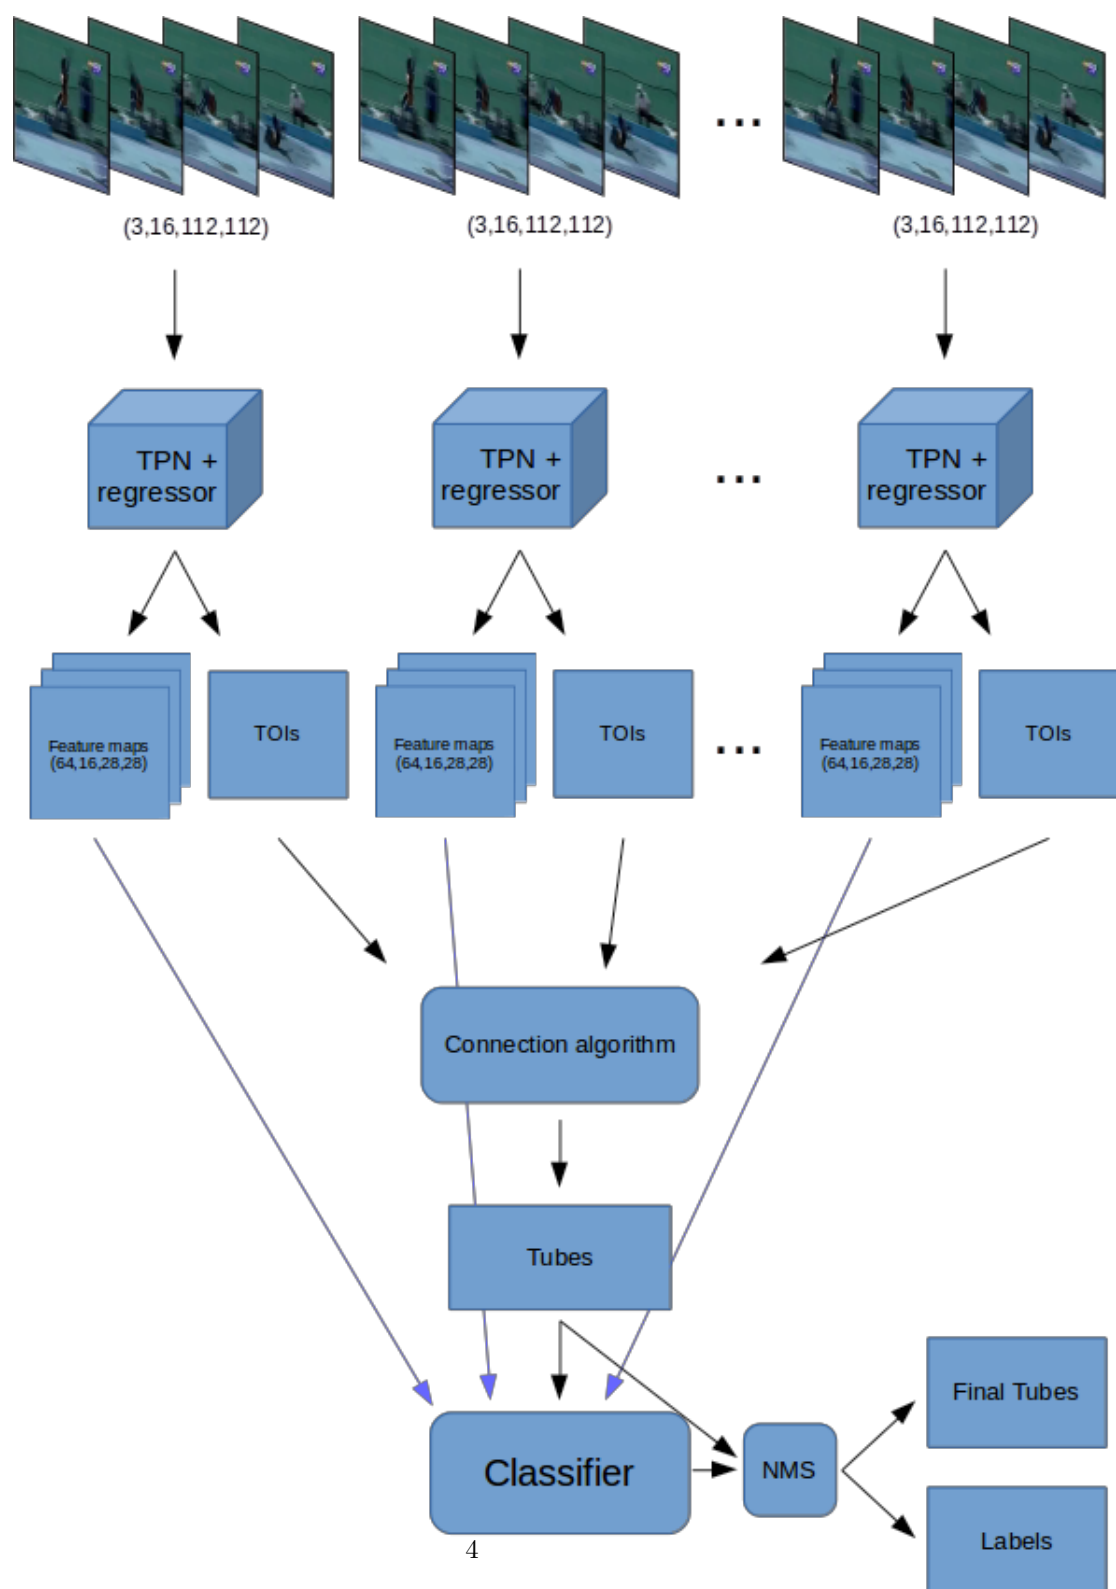 (3,16,112,112)
(3,16,112,112)
...
(3,16,112,112)
TPN +
regressor
TPN +
regressor
...
TPN +
regressor
Feature maps
(64,16,28,28)
TOIs
Feature maps
(64,16,28,28)
TOIs
...
Feature maps
(64,16,28,28)
TOIs
Connection algorithm
Tubes
Final Tubes
Classifier
NMS
Labels
4